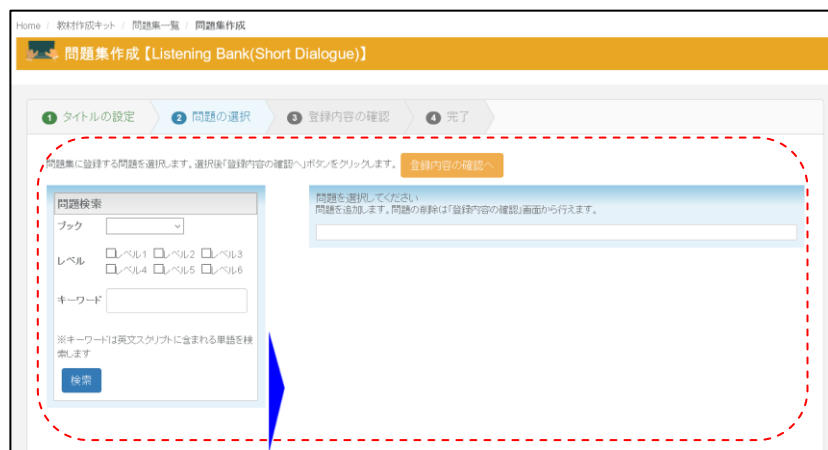 Home / 教材作成キット / 問題集一覧 / 問題集作成
問題集作成【Listening Bank(Short Dialogue)】
1 タイトルの設定
2 問題の選択
3 登録内容の確認
4 完了
問題集に登録する問題を選択します。選択後「登録内容の確認へ」ボタンをクリックします。
登録内容の確認へ
問題検索
ブック
レベル
レベル1 レベル2 レベル3
レベル4 レベル5 レベル6
キーワード
※キーワードは英文スクリプトに含まれる単語を検
索します
検索
問題を選択してください
問題を追加します。問題の削除は「登録内容の確認」画面から行えます。